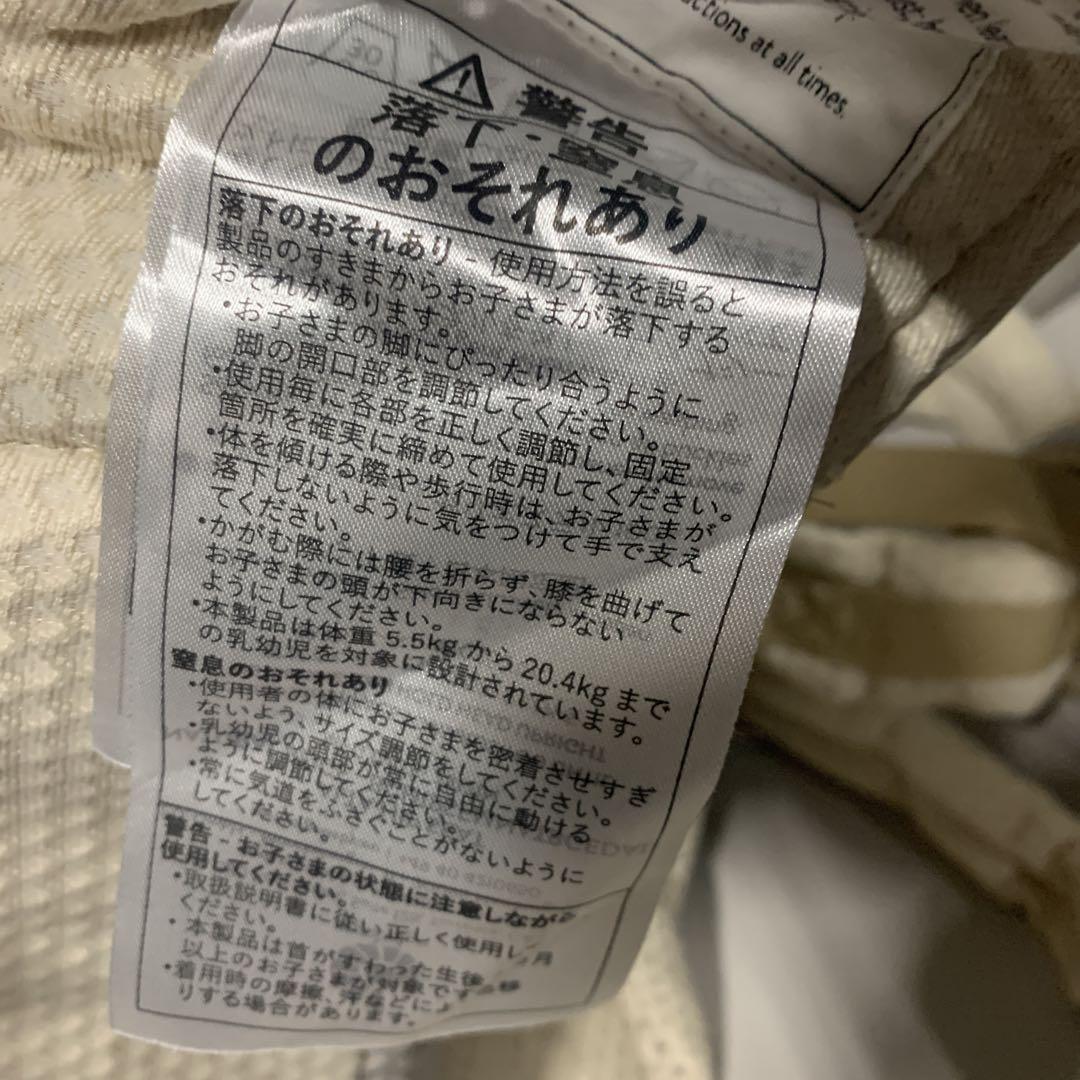 ctions at all times.
30
警告
落下・窒息
のおそれあり
落下のおそれあり - 使用方法を誤ると
製品のすきまからお子さまが落下する
おそれがあります。
・お子さまの脚にぴったり合うように
脚の開口部を調節してください。
・使用毎に各部を正しく調節し、固定
箇所を確実に締めて使用してください。
・体を傾ける際や歩行時は、お子さまが
落下しないように気をつけて手で支え
てください。
・かがむ際には腰を折らず、膝を曲げて
お子さまの頭が下向きにならない
ようにしてください。
・本製品は体重 5.5kg から 20.4kg まで
の乳幼児を対象に設計されています。
窒息のおそれあり
・使用者の体にお子さまを密着させすぎ
ないよう、サイズ調節をしてください。
・乳幼児の頭部が常に自由に動ける
ように調節してください。
・常に気道をふさぐことがないように
してください。
警告 - お子さまの状態に注意しながら
使用してください。
・取扱説明書に従い正しく使用し
ください。
・本製品は首がすわった生後 月
以上のお子さまが対象です
・着用時の摩擦、汗などに 移
りする場合があります。